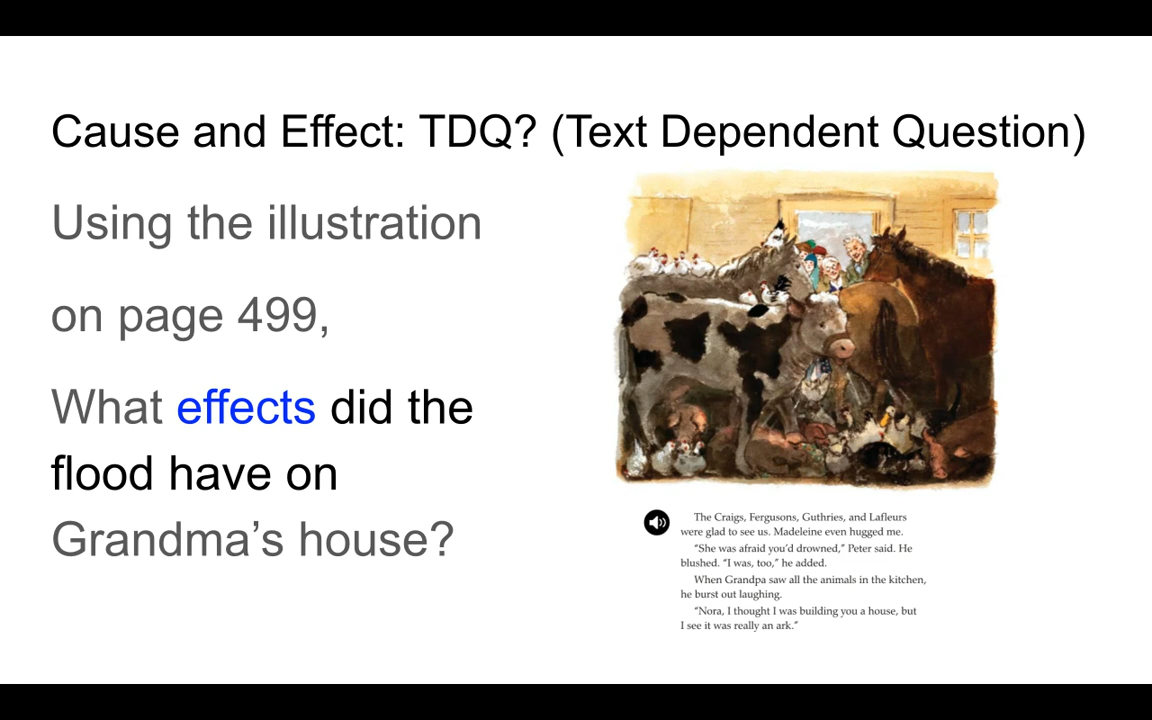 Cause and Effect: TDQ? (Text Dependent Question)
Using the illustration
on page 499,
What effects did the
flood have on
Grandma’s house?
The Craigs, Fergusons, Guthries, and Lafleurs
were glad to see us. Madeleine even hugged me.
“She was afraid you’d drowned,” Peter said. He
blushed. “I was, too,” he added.
When Grandpa saw all the animals in the kitchen,
he burst out laughing.
“Nora, I thought I was building you a house, but
I see it was really an ark.”